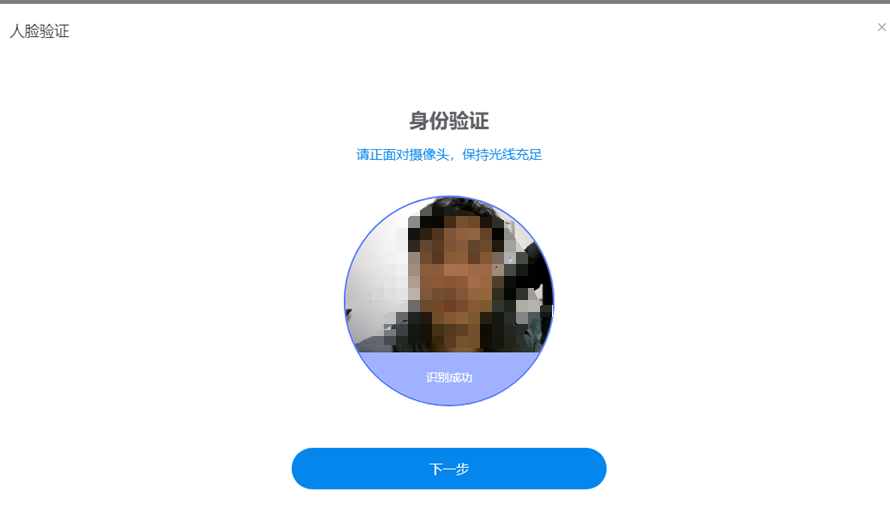 人脸验证
身份验证
请正面对摄像头，保持光线充足
识别成功
下一步